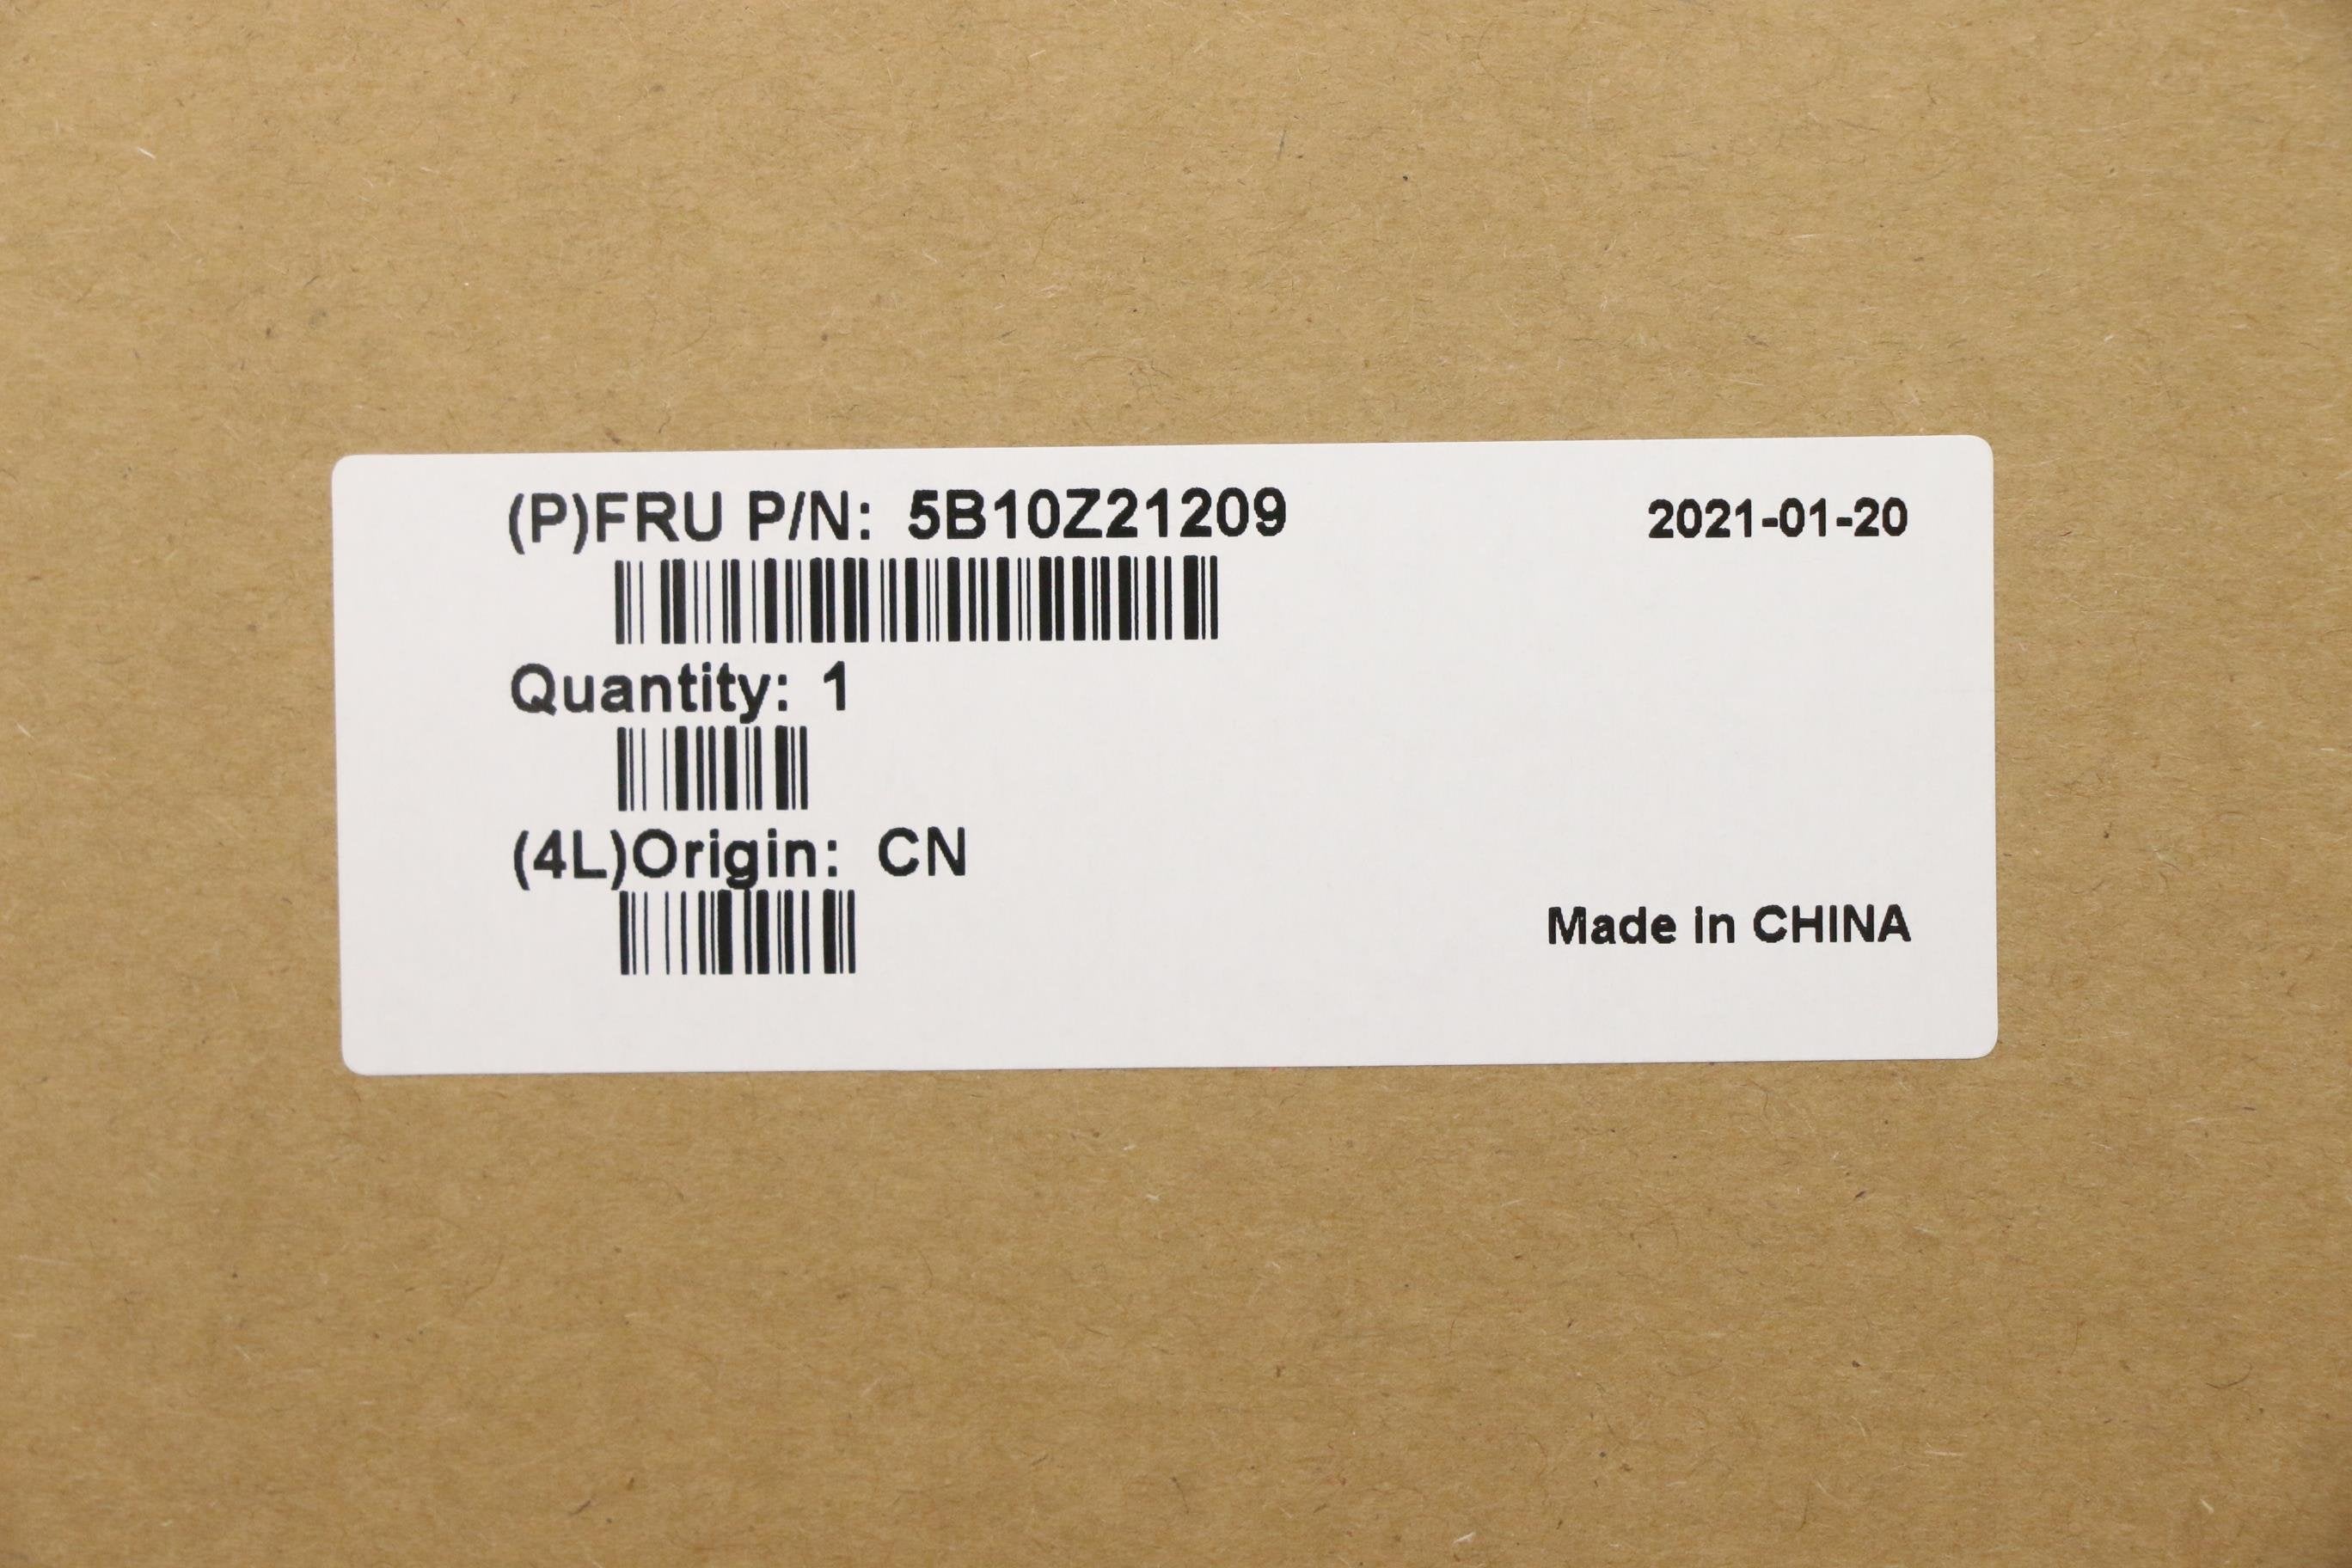 (P)FRU P/N: 5B10Z21209
2021-01-20
Quantity: 1
(4L)Origin: CN
Made in CHINA